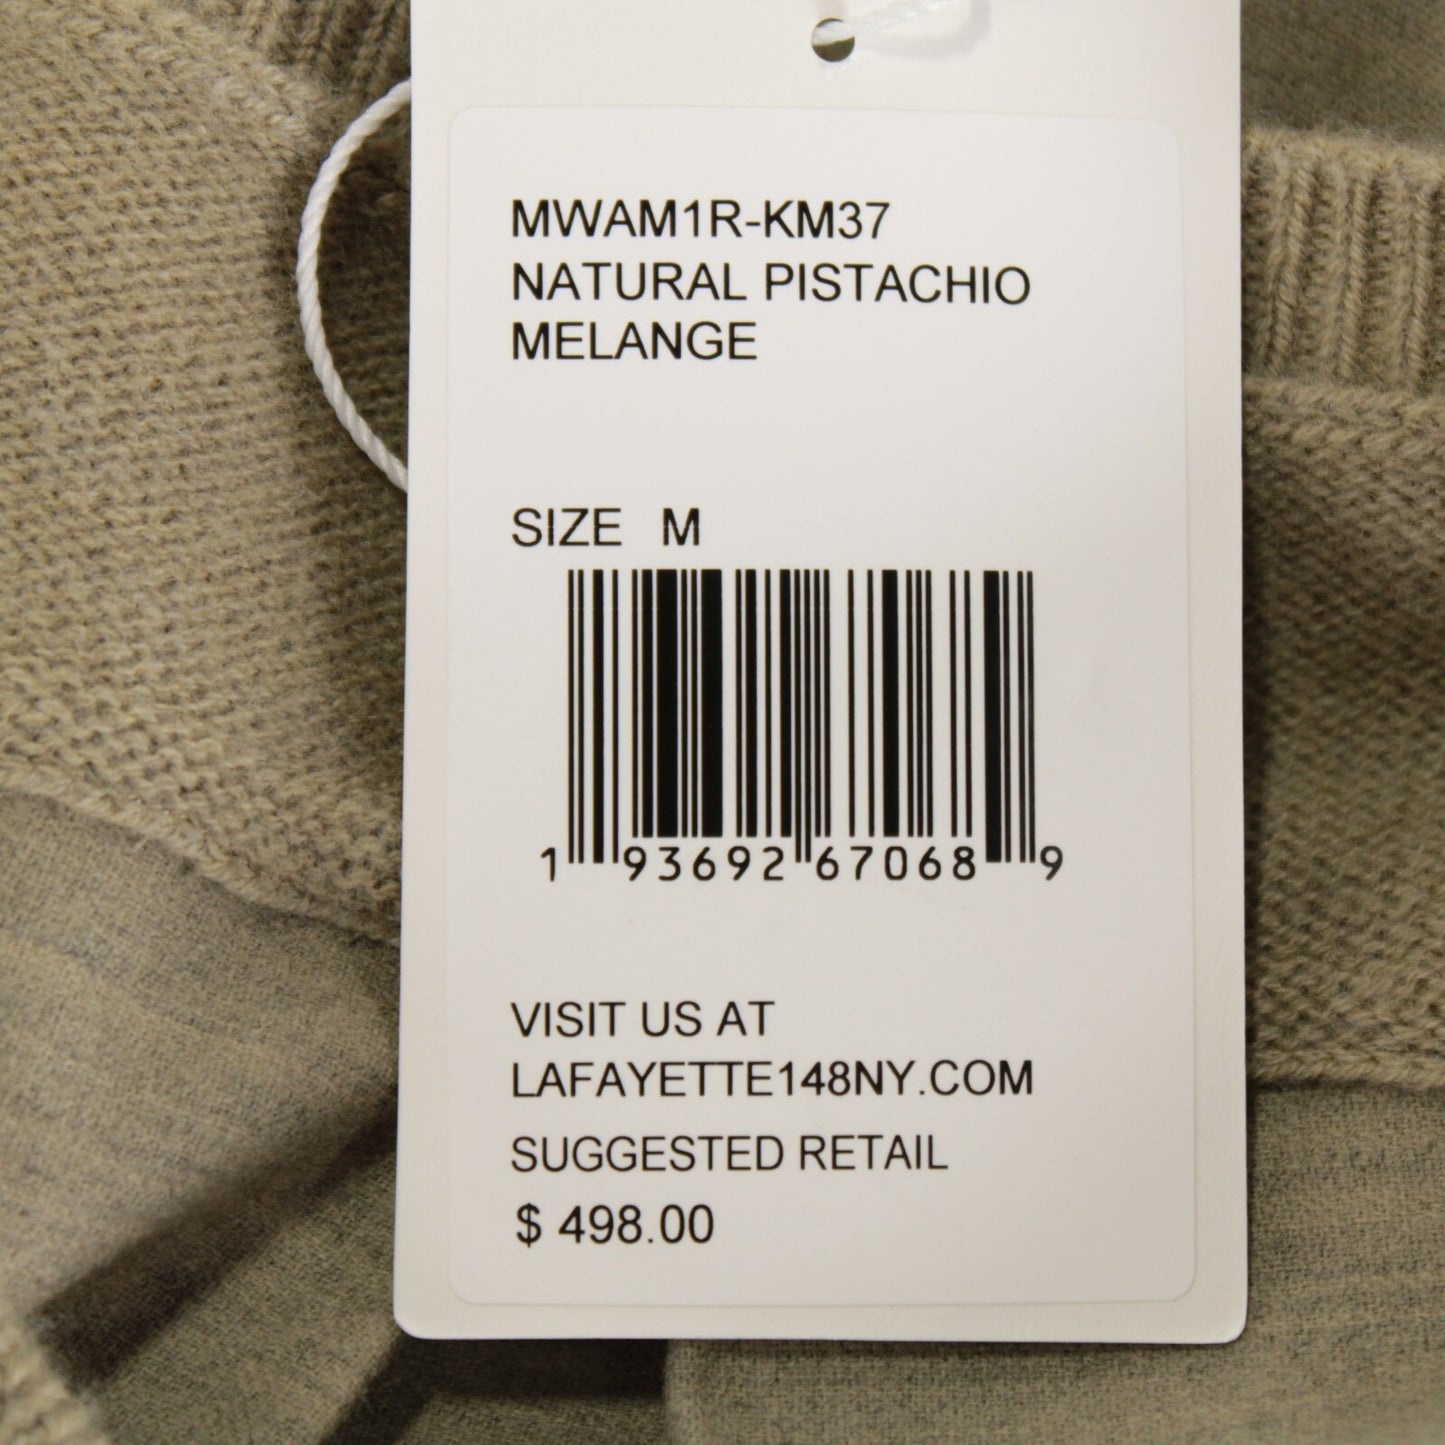 MWAM1R-KM37
NATURAL PISTACHIO
MELANGE
SIZE M
1 93692 67068 9
VISIT US AT
LAFAYETTE148NY.COM
SUGGESTED RETAIL
$ 498.00